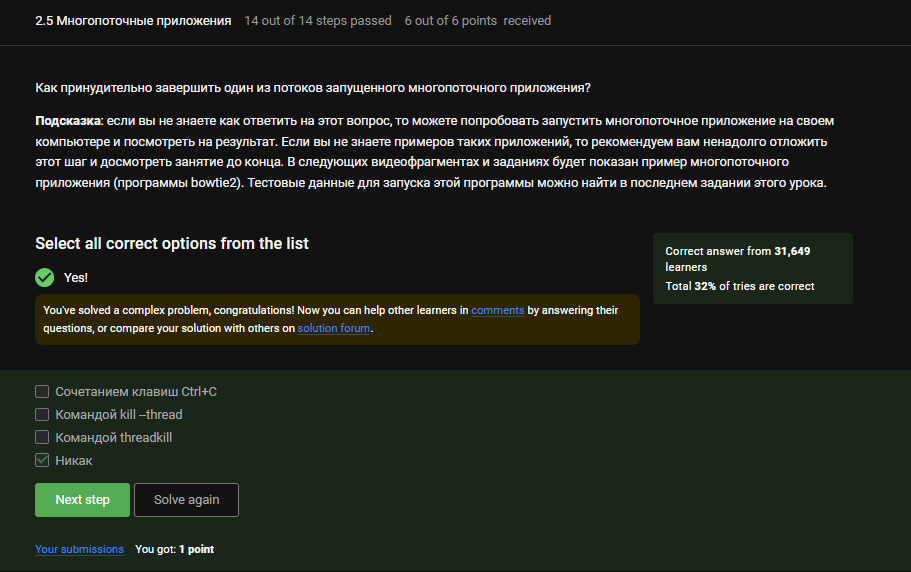 2.5 Многопоточные приложения 14 out of 14 steps passed 6 out of 6 points received
Как принудительно завершить один из потоков запущенного многопоточного приложения?
Подсказка: если вы не знаете как ответить на этот вопрос, то можете попробовать запустить многопоточное приложение на своем
компьютере и посмотреть на результат. Если вы не знаете примеров таких приложений, то рекомендуем вам ненадолго отложить
этот шаг и досмотреть занятие до конца. В следующих видеофрагментах и заданиях будет показан пример многопоточного
приложения (программы bowtie2). Тестовые данные для запуска этой программы можно найти в последнем задании этого урока.
Select all correct options from the list
Yes!
You've solved a complex problem, congratulations! Now you can help other learners in comments by answering their
questions, or compare your solution with others on solution forum.
Correct answer from 31,649
learners
Total 32% of tries are correct
Сочетанием клавиш Ctrl+C
Командой kill --thread
Командой threadkill
Никак
Next step Solve again
Your submissions You got: 1 point